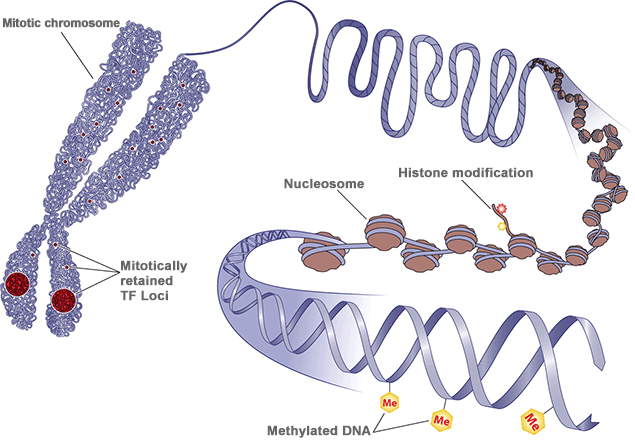 Mitotic chromosome
Histone modification
Nucleosome
Mitotically
retained
TF Loci
Me
Me
Me
Methylated DNA